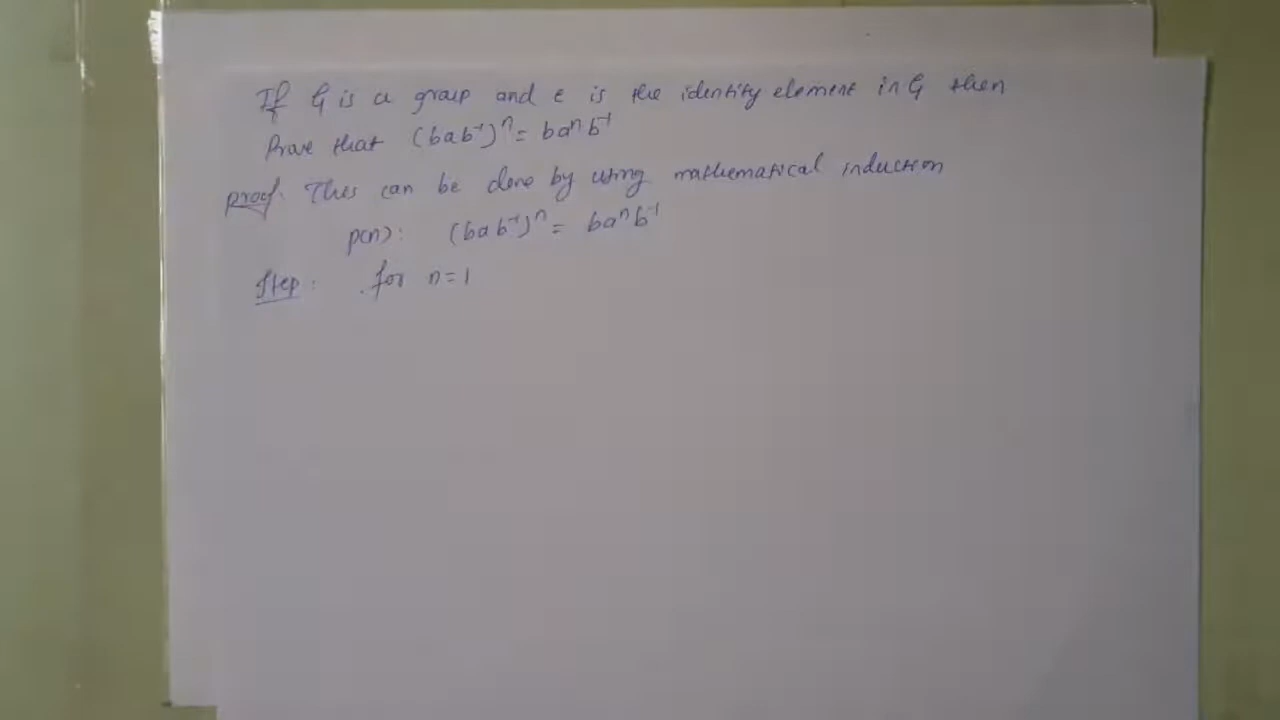 If G is a group and e is the identity element in G then
Prove that (bab⁻¹)ⁿ = baⁿb⁻¹
proof: This can be done by using mathematical induction
p(n): (bab⁻¹)ⁿ = baⁿb⁻¹
Step: for n=1